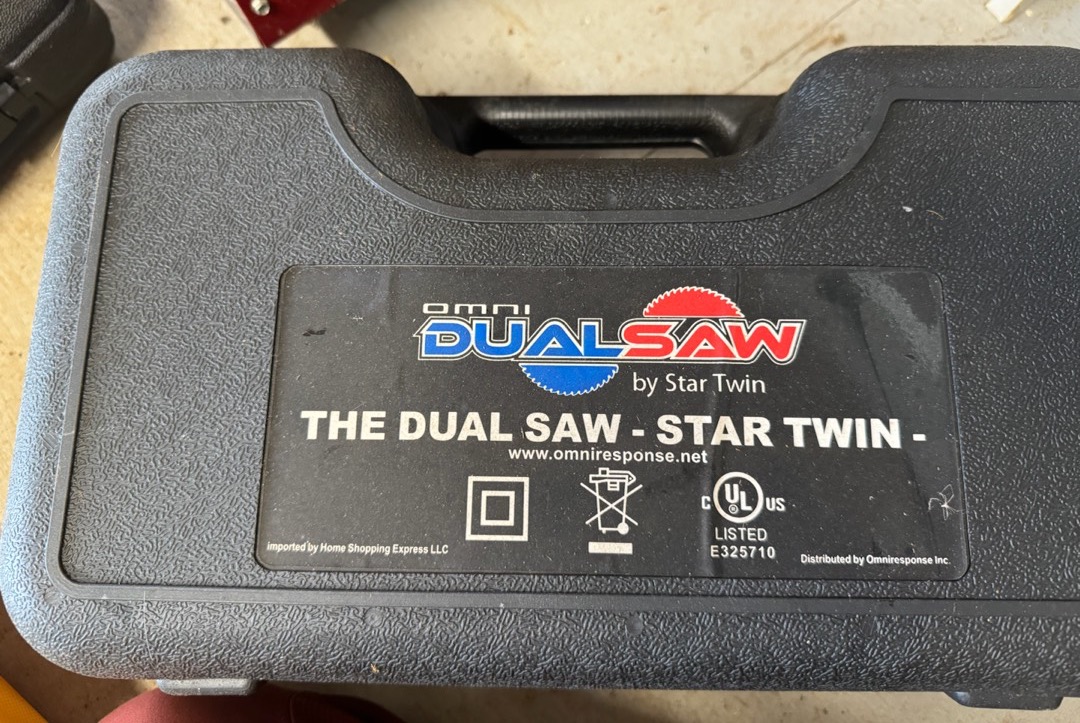 omni
DUALSAW
by Star Twin
THE DUAL SAW - STAR TWIN -
www.omniresponse.net
C UL US
®
LISTED
E325710
imported by Home Shopping Express LLC
Distributed by Omniresponse Inc.